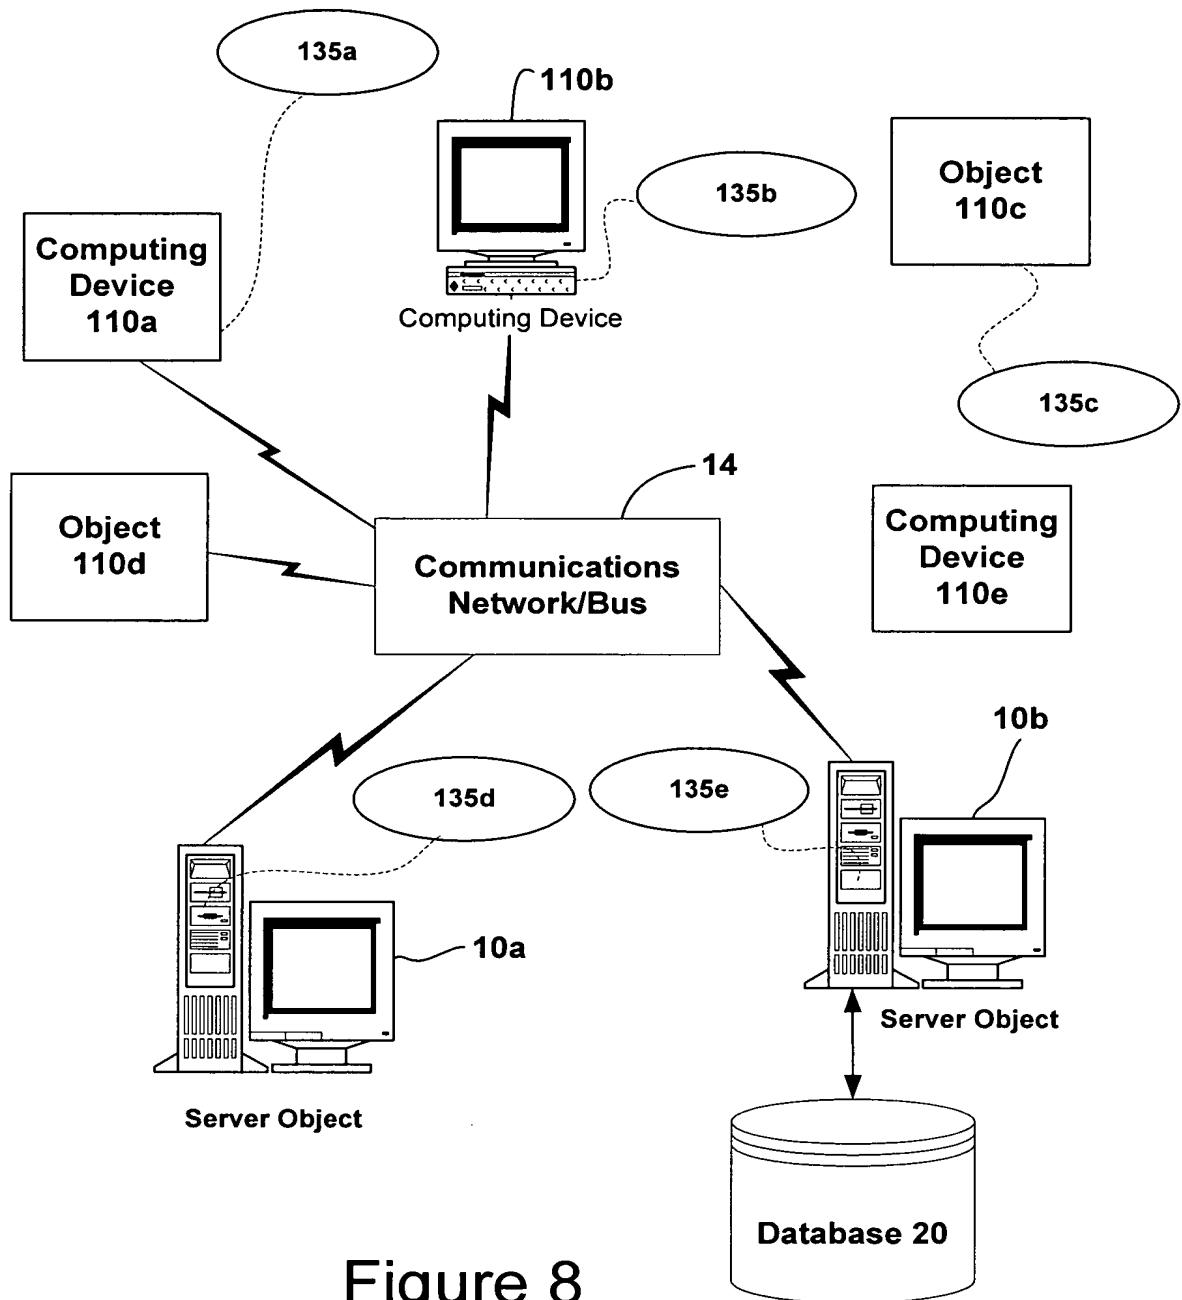 135a
110b
135b
Object
110c
Computing
Device
110a
Computing Device
135c
14
Object
110d
Communications
Network/Bus
Computing
Device
110e
10b
135d
135e
10a
Server Object
Server Object
Database 20
Figure 8